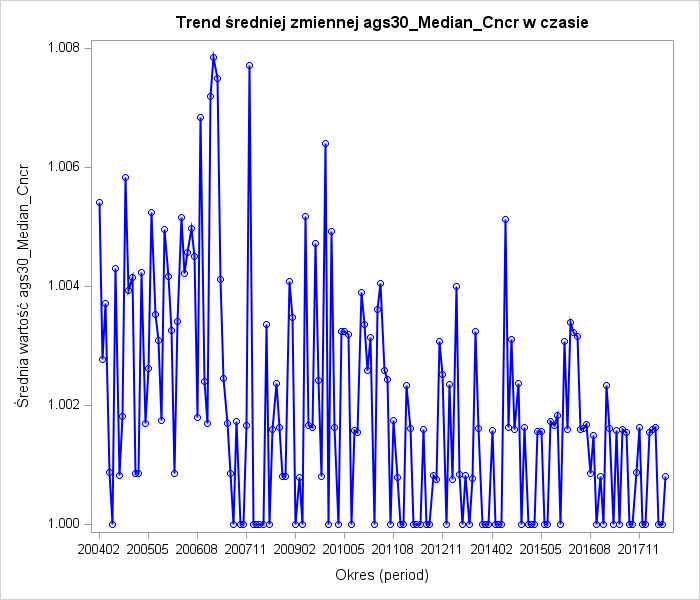 Trend średniej zmiennej ags30_Median_Cncr w czasie
Średnia wartość ags30_Median_Cncr
1.008
1.006
1.004
1.002
1.000
200402 200505 200608 200711 200902 201005 201108 201211 201402 201505 201608 201711
Okres (period)